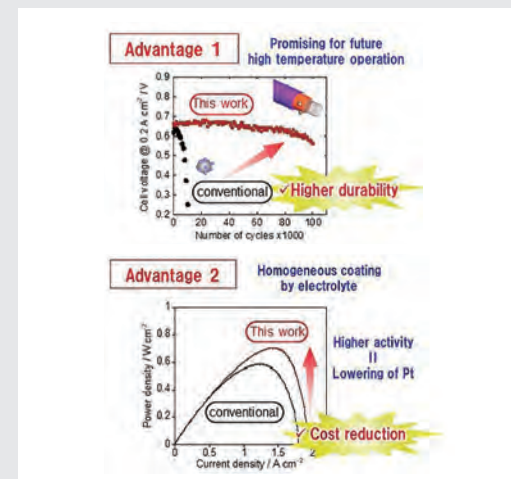 Advantage 1
Promising for future
high temperature operation
This work
conventional
✓Higher durability
Cell voltage @ 0.2 A cm⁻² / V
0.8
0.7
0.6
0.5
0.4
0.3
0.2
0 20 40 60 80 100
Number of cycles x1000
Advantage 2
Homogeneous coating
by electrolyte
This work
conventional
Higher activity
II
Lowering of Pt
✓ Cost reduction
Power density / W cm⁻²
1
0.8
0.6
0.4
0.2
0
0 0.5 1 1.5 2
Current density / A cm⁻²